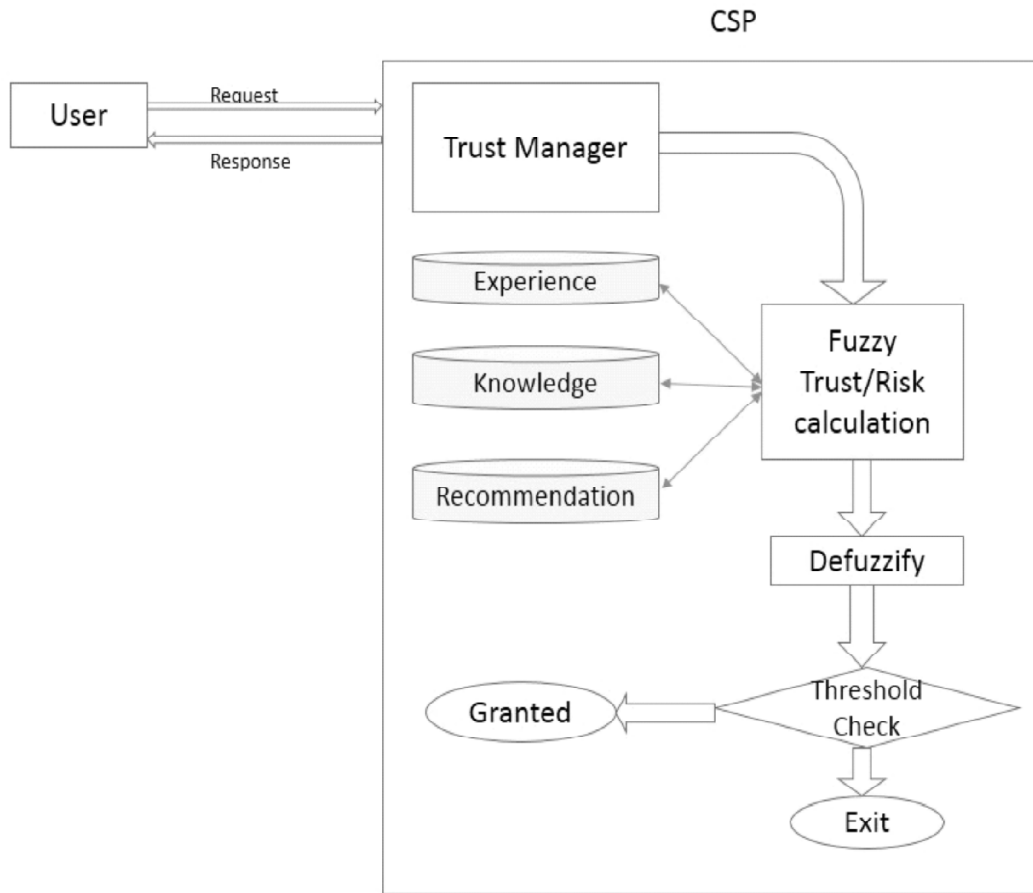 CSP
Request
User
Response
Trust Manager
Experience
Knowledge
Recommendation
Fuzzy
Trust/Risk
calculation
Defuzzify
Threshold
Check
Granted
Exit